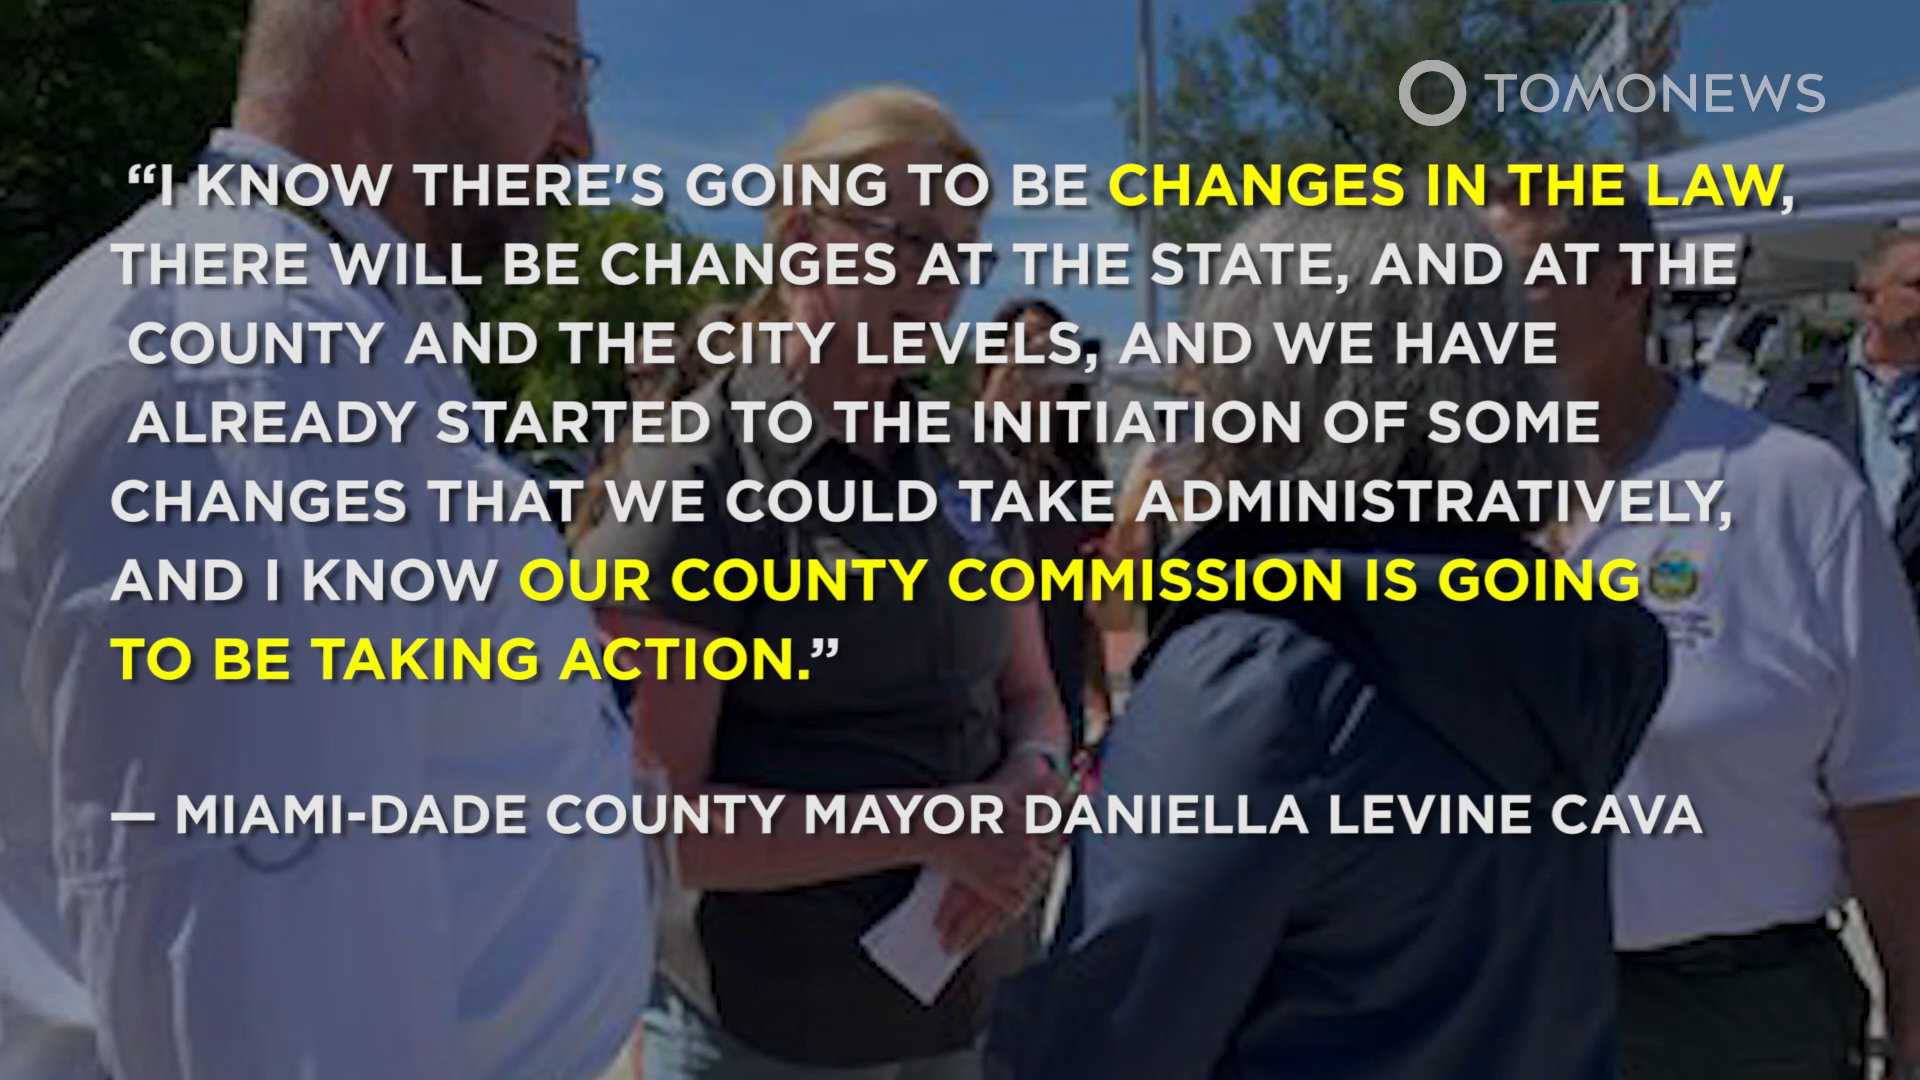 TOMONEWS
“I KNOW THERE'S GOING TO BE CHANGES IN THE LAW,
THERE WILL BE CHANGES AT THE STATE, AND AT THE
COUNTY AND THE CITY LEVELS, AND WE HAVE
ALREADY STARTED TO THE INITIATION OF SOME
CHANGES THAT WE COULD TAKE ADMINISTRATIVELY,
AND I KNOW OUR COUNTY COMMISSION IS GOING
TO BE TAKING ACTION.”
— MIAMI-DADE COUNTY MAYOR DANIELLA LEVINE CAVA